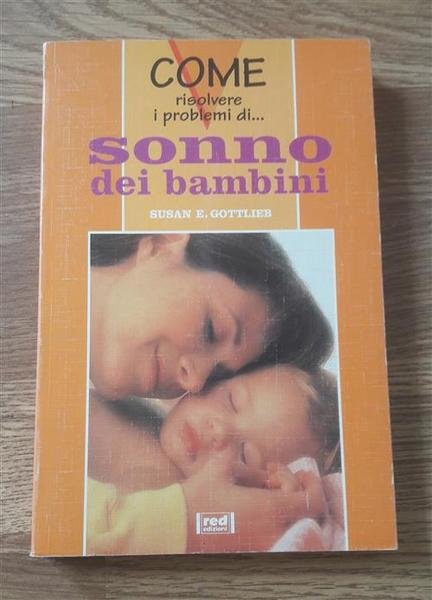 COME
risolvere
i problemi di...
sonno
dei bambini
SUSAN E. GOTTLIEB
red
edizioni